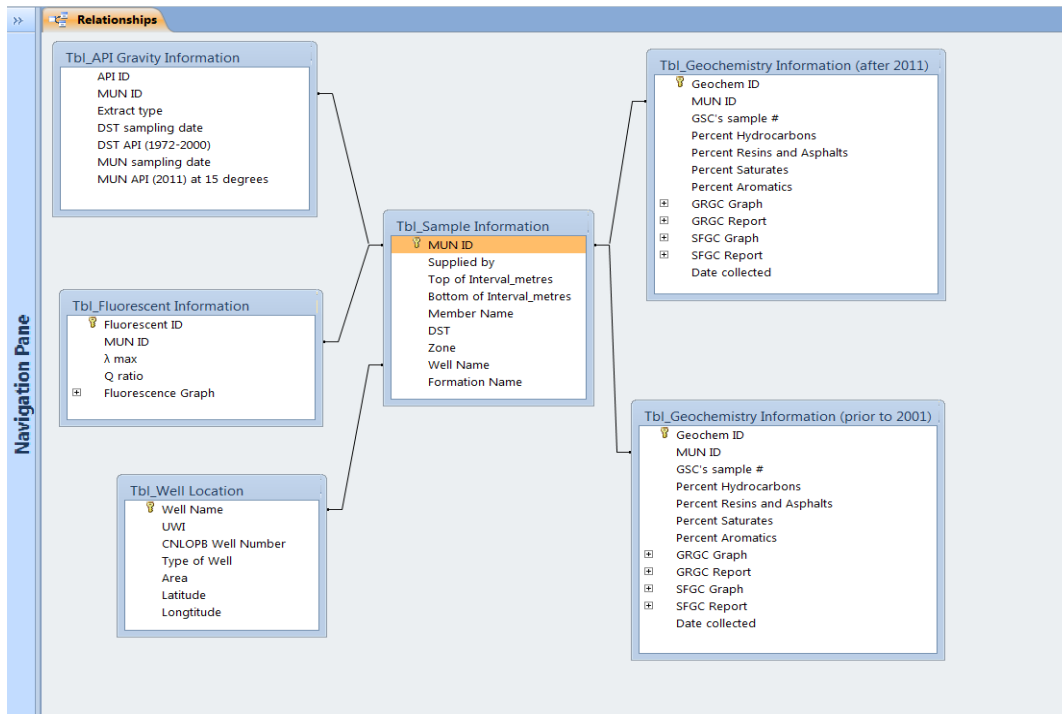 Relationships
Navigation Pane
Tbl_API Gravity Information
API ID
MUN ID
Extract type
DST sampling date
DST API (1972-2000)
MUN sampling date
MUN API (2011) at 15 degrees
Tbl_Fluorescent Information
Fluorescent ID
MUN ID
λ max
Q ratio
Fluorescence Graph
Tbl_Well Location
Well Name
UWI
CNLOPB Well Number
Type of Well
Area
Latitude
Longtitude
Tbl_Sample Information
MUN ID
Supplied by
Top of Interval_metres
Bottom of Interval_metres
Member Name
DST
Zone
Well Name
Formation Name
Tbl_Geochemistry Information (after 2011)
Geochem ID
MUN ID
GSC's sample #
Percent Hydrocarbons
Percent Resins and Asphalts
Percent Saturates
Percent Aromatics
GRGC Graph
GRGC Report
SFGC Graph
SFGC Report
Date collected
Tbl_Geochemistry Information (prior to 2001)
Geochem ID
MUN ID
GSC's sample #
Percent Hydrocarbons
Percent Resins and Asphalts
Percent Saturates
Percent Aromatics
GRGC Graph
GRGC Report
SFGC Graph
SFGC Report
Date collected